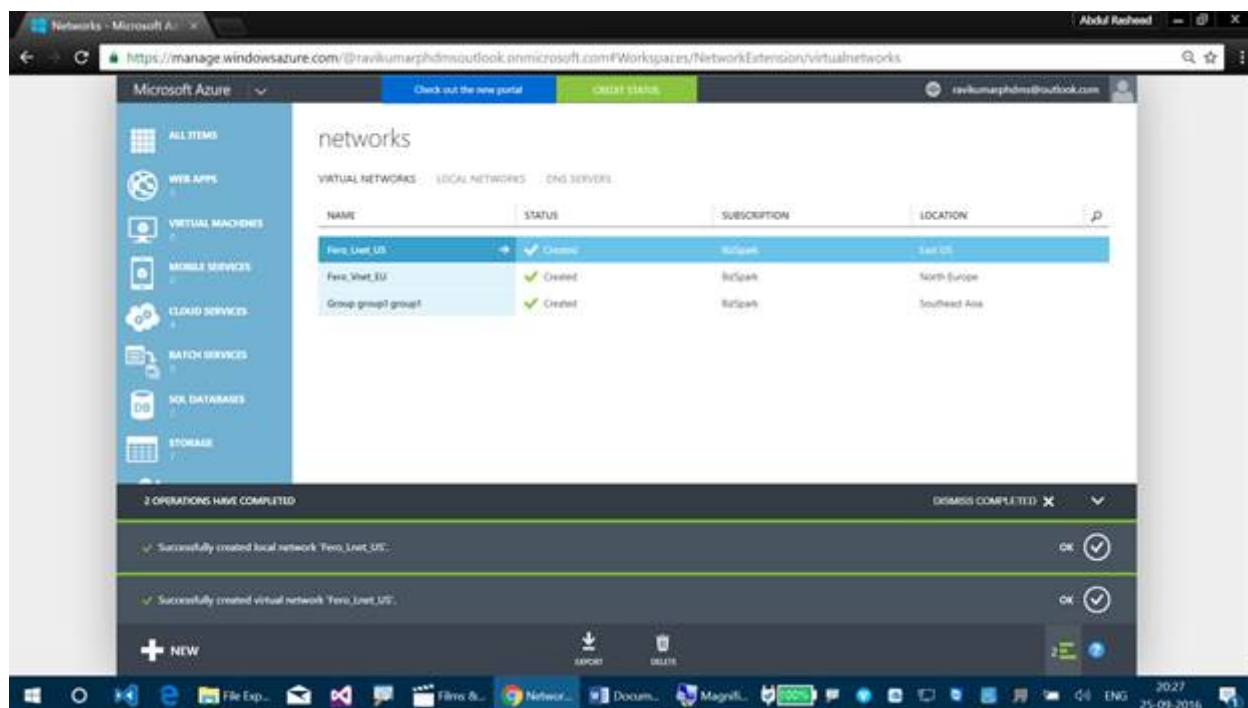 Networks - Microsoft Az
Abdul Rasheed
https://manage.windowsazure.com/@ravikumarphdmsoutlook.onmicrosoft.com#Workspaces/NetworkExtension/virtualnetworks
Microsoft Azure
Check out the new portal
CREDIT STATUS
ravikumarphdms@outlook.com
ALL ITEMS
WEB APPS
VIRTUAL MACHINES
MOBILE SERVICES
CLOUD SERVICES
BATCH SERVICES
DB
SQL DATABASES
STORAGE
networks
VIRTUAL NETWORKS LOCAL NETWORKS DNS SERVERS
NAME STATUS SUBSCRIPTION LOCATION
Fero_Lnet_US Created BizSpark East US
Fero_Vnet_EU Created BizSpark North Europe
Group group1 group1 Created BizSpark Southeast Asia
2 OPERATIONS HAVE COMPLETED
DISMISS COMPLETED
Successfully created local network 'Fero_Lnet_US'.
OK
Successfully created virtual network 'Fero_Lnet_US'.
OK
NEW
EXPORT
DELETE
2
File Exp...
Films &...
Networ...
Docum...
Magnifi...
100%
ENG
20:27
25-09-2016